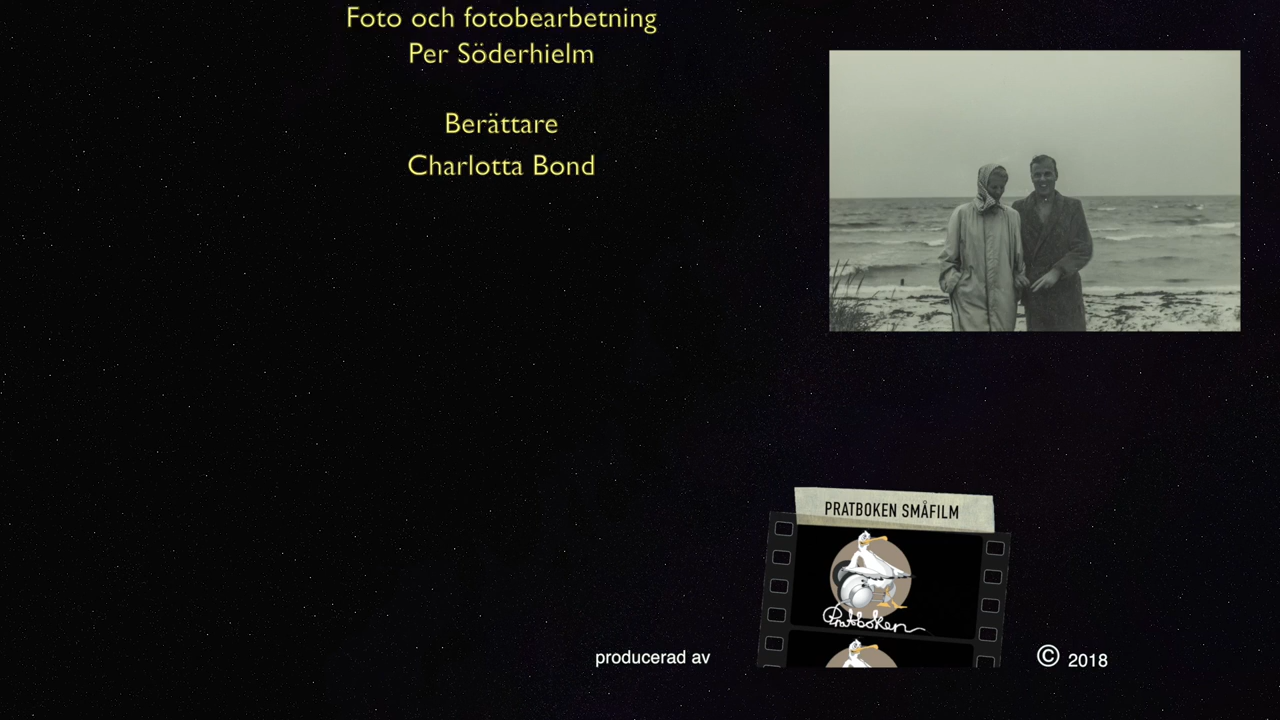 Foto och fotobearbetning
Per Söderhielm
Berättare
Charlotta Bond
PRATBOKEN SMÅFILM
Pratboken
producerad av
© 2018